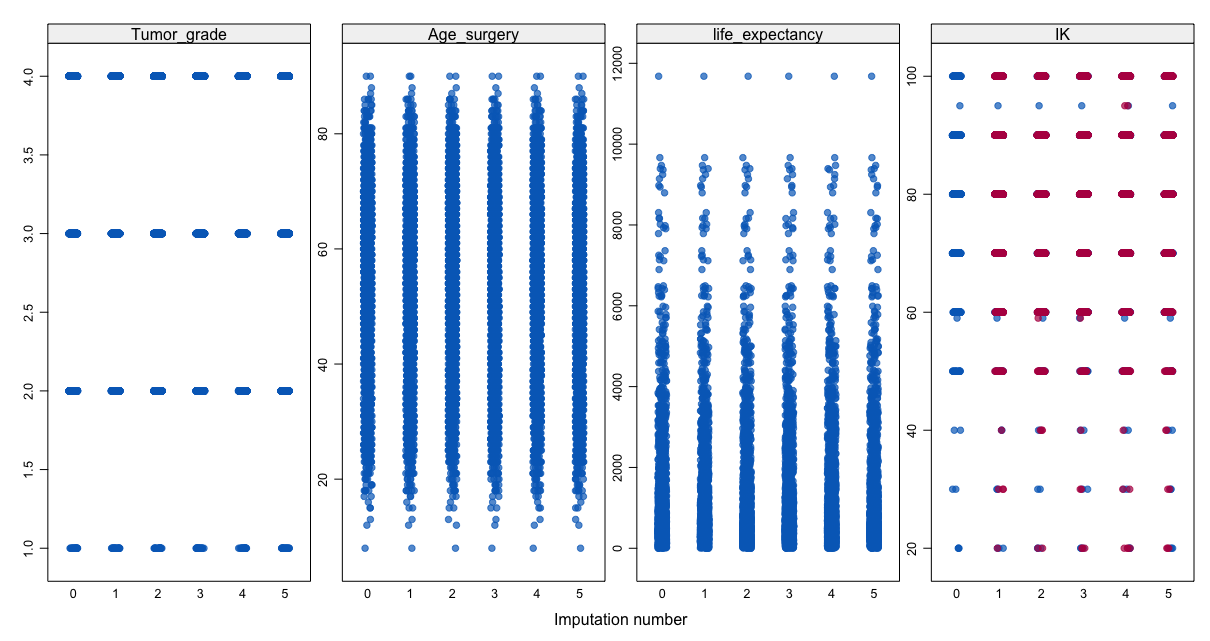 Tumor_grade
1.0 1.5 2.0 2.5 3.0 3.5 4.0
0 1 2 3 4 5
Age_surgery
20 40 60 80
0 1 2 3 4 5
life_expectancy
0 2000 4000 6000 8000 10000 12000
0 1 2 3 4 5
IK
20 40 60 80 100
0 1 2 3 4 5
Imputation number